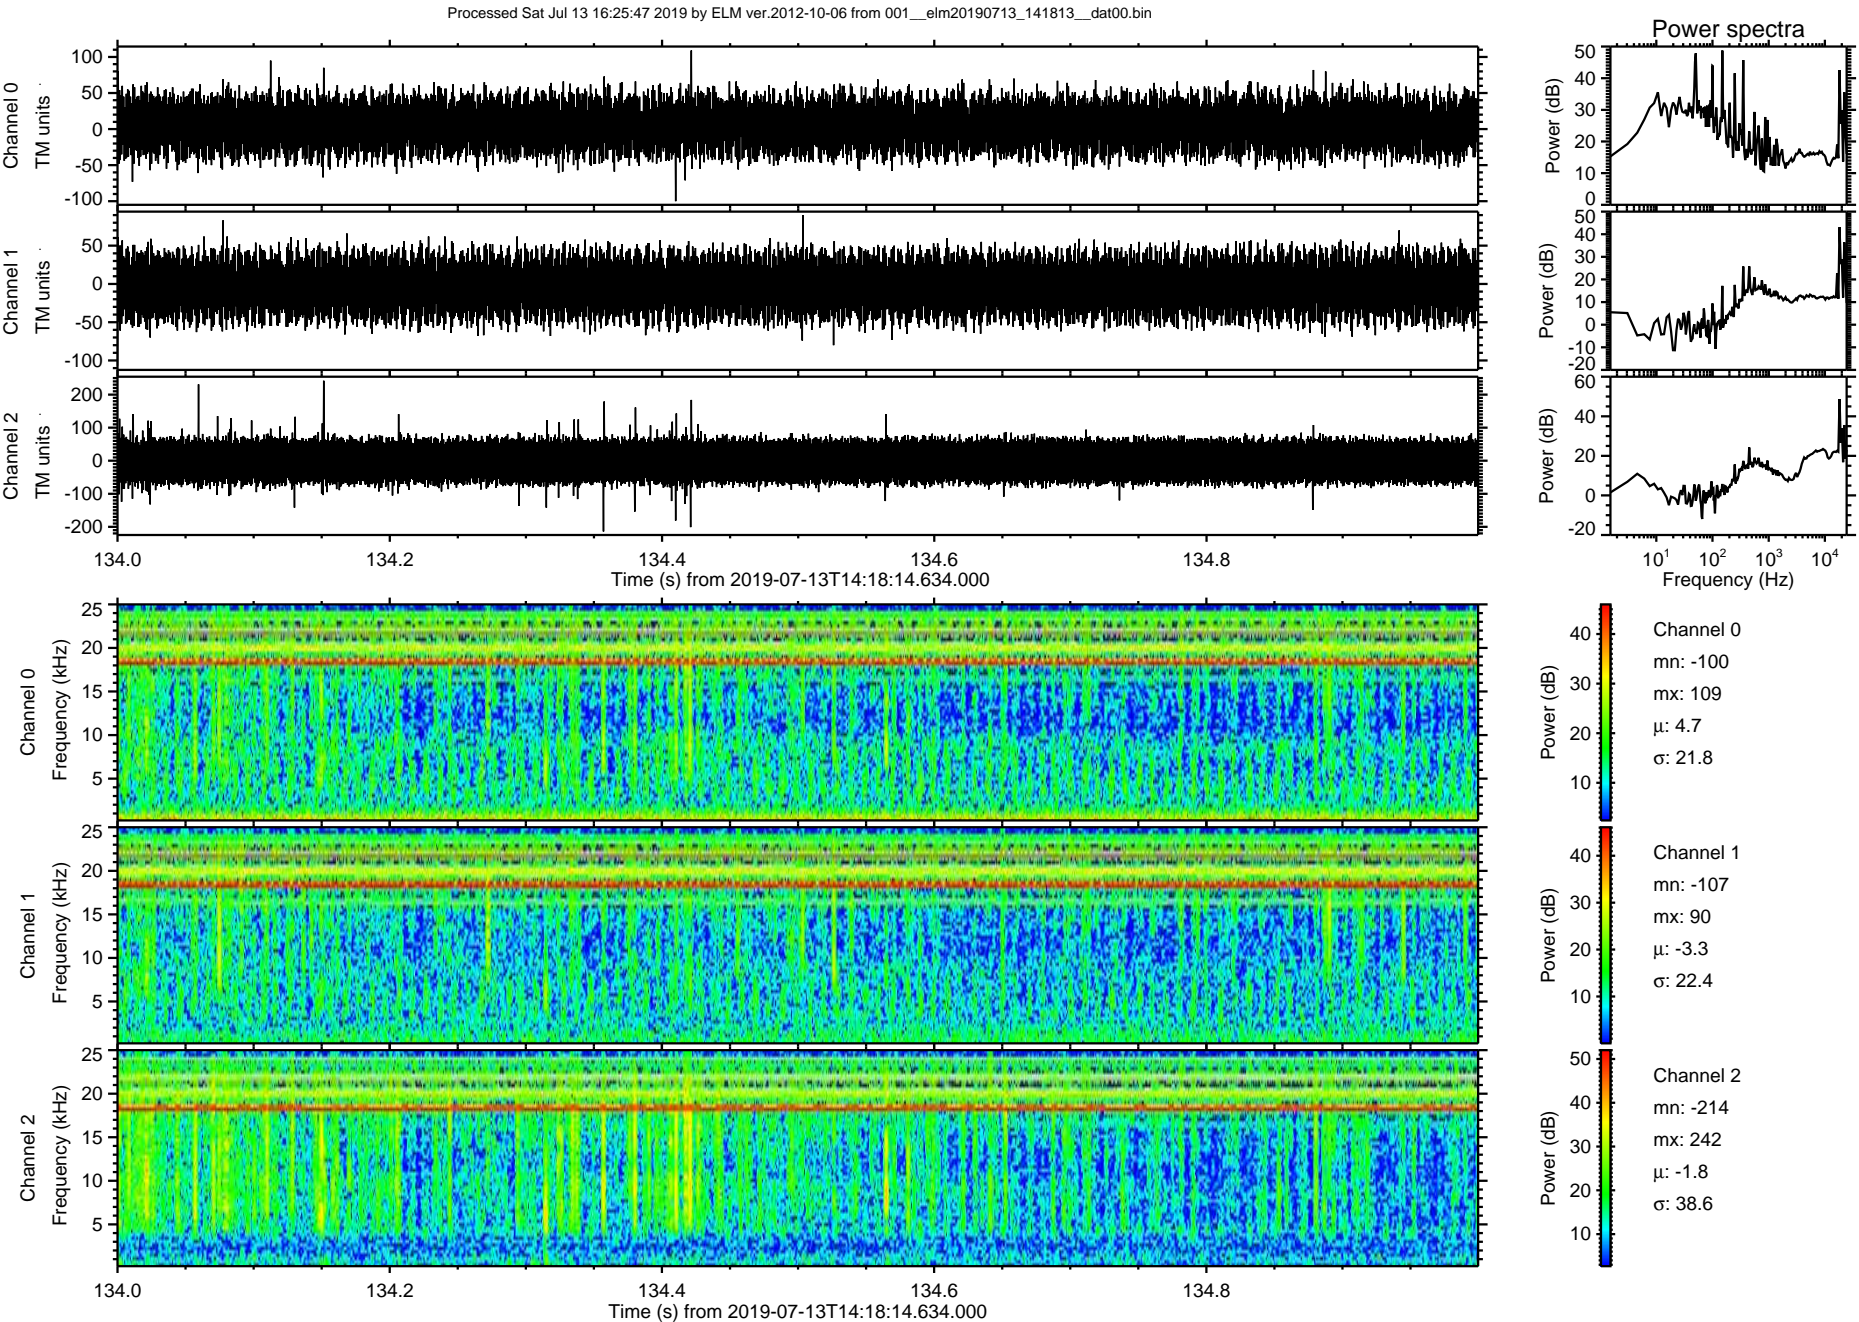 Processed Sat Jul 13 16:25:47 2019 by ELM ver.2012-10-06 from 001__elm20190713_141813__dat00.bin
Power spectra
Channel 0
TM units
100
50
0
-50
-100
Power (dB)
50
40
30
20
10
0
Channel 1
TM units
50
0
-50
-100
Power (dB)
50
40
30
20
10
0
-10
-20
Channel 2
TM units
200
100
0
-100
-200
Power (dB)
60
40
20
0
-20
134.0 134.2 134.4 134.6 134.8
Time (s) from 2019-07-13T14:18:14.634.000
10¹ 10² 10³ 10⁴
Frequency (Hz)
Channel 0
Frequency (kHz)
25
20
15
10
5
Power (dB)
40
30
20
10
Channel 0
mn: -100
mx: 109
μ: 4.7
σ: 21.8
Channel 1
Frequency (kHz)
25
20
15
10
5
Power (dB)
40
30
20
10
Channel 1
mn: -107
mx: 90
μ: -3.3
σ: 22.4
Channel 2
Frequency (kHz)
25
20
15
10
5
Power (dB)
50
40
30
20
10
Channel 2
mn: -214
mx: 242
μ: -1.8
σ: 38.6
134.0 134.2 134.4 134.6 134.8
Time (s) from 2019-07-13T14:18:14.634.000